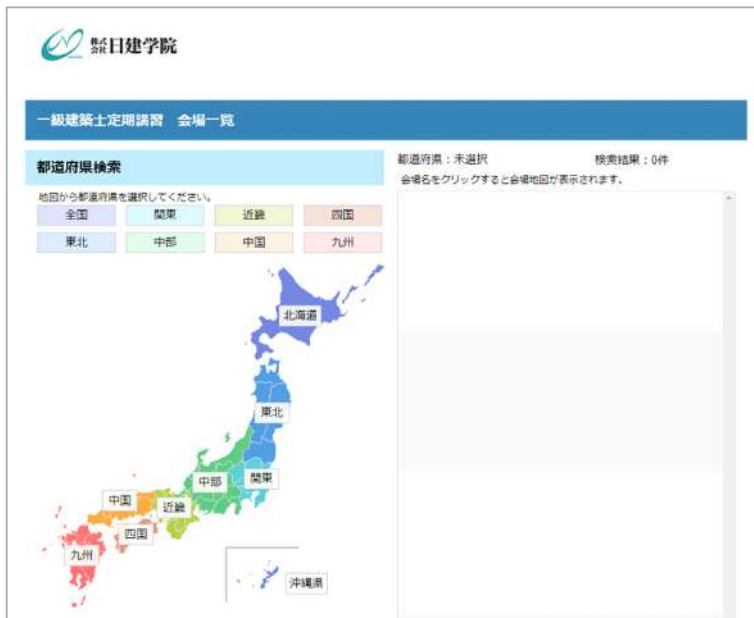 株式会社日建学院
一級建築士定期講習　会場一覧
都道府県検索
地図から都道府県を選択してください。
全国 関東 近畿 四国
東北 中部 中国 九州
北海道
東北
関東
中部
近畿
中国
四国
九州
沖縄県
都道府県：未選択 検索結果：0件
会場名をクリックすると会場地図が表示されます。